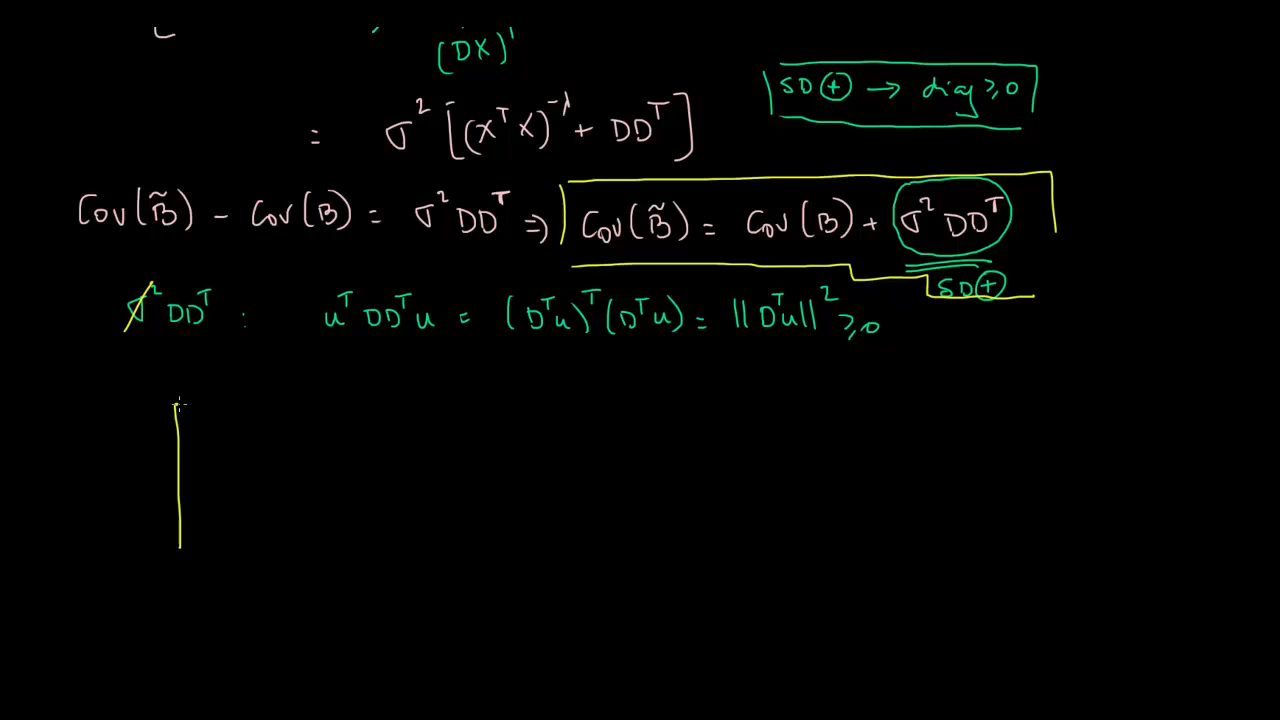 (DX)'
SD⊕ → diag ≥ 0
= σ² [(XᵀX)⁻¹ + DDᵀ]
Cov(B̃) - Cov(B) = σ² DDᵀ ⇒ Cov(B̃) = Cov(B) + σ² DDᵀ
SD⊕
σ² DDᵀ : uᵀDDᵀu = (Dᵀu)ᵀ(Dᵀu) = ||Dᵀu||² ≥ 0